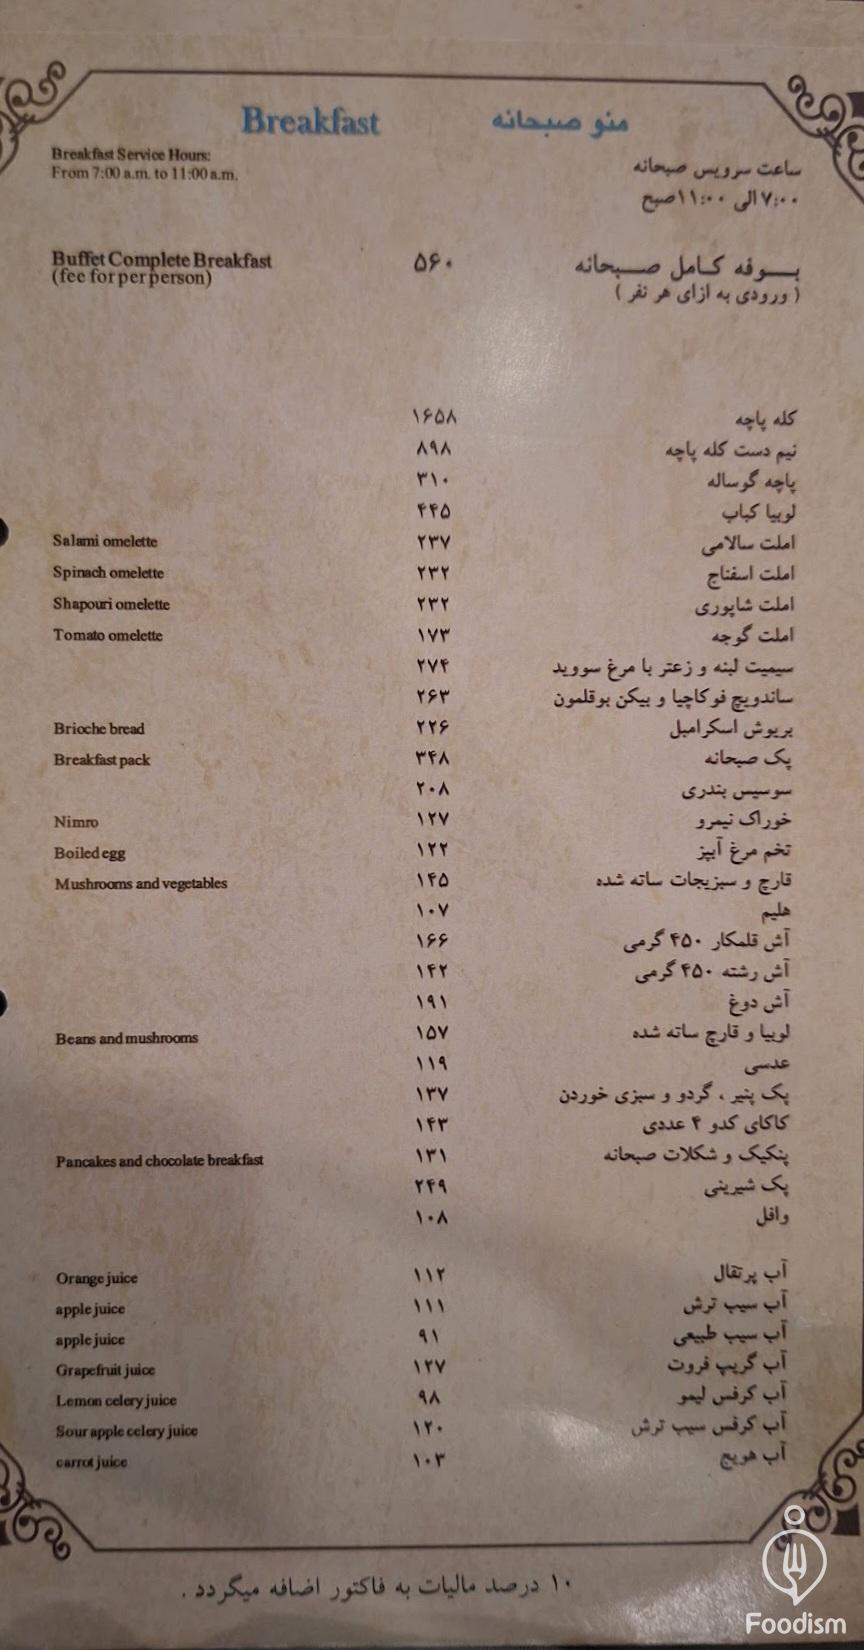 Breakfast منو صبحانه
Breakfast Service Hours: ساعت سرویس صبحانه
From 7:00 a.m. to 11:00 a.m. ۷:۰۰ الی ۱۱:۰۰ صبح
Buffet Complete Breakfast ۵۶۰ بـــوفه کـامل صـــبحانه
(fee for per person) ( ورودی به ازای هر نفر )
۱۶۵۸ کله پاچه
۸۹۸ نیم دست کله پاچه
۳۱۰ پاچه گوساله
۴۴۵ لوبیا کباب
Salami omelette ۲۳۷ املت سالامی
Spinach omelette ۲۳۲ املت اسفناج
Shapouri omelette ۲۳۲ املت شاپوری
Tomato omelette ۱۷۳ املت گوجه
۲۷۴ سیمیت لبنه و زعتر با مرغ سووید
۲۶۳ ساندویچ فوکاچیا و بیکن بوقلمون
Brioche bread ۲۲۶ بریوش اسکرامبل
Breakfast pack ۳۴۸ پک صبحانه
۲۰۸ سوسیس بندری
Nimro ۱۲۷ خوراک نیمرو
Boiled egg ۱۲۲ تخم مرغ آبپز
Mushrooms and vegetables ۱۴۵ قارچ و سبزیجات ساته شده
۱۰۷ هلیم
۱۶۶ آش قلمکار ۴۵۰ گرمی
۱۴۲ آش رشته ۴۵۰ گرمی
۱۹۱ آش دوغ
Beans and mushrooms ۱۵۷ لوبیا و قارچ ساته شده
۱۱۹ عدسی
۱۳۷ پک پنیر ، گردو و سبزی خوردن
۱۴۳ کاکای کدو ۴ عددی
Pancakes and chocolate breakfast ۱۳۱ پنکیک و شکلات صبحانه
۲۴۹ پک شیرینی
۱۰۸ وافل
Orange juice ۱۱۲ آب پرتقال
apple juice ۱۱۱ آب سیب ترش
apple juice ۹۱ آب سیب طبیعی
Grapefruit juice ۱۲۷ آب گریپ فروت
Lemon celery juice ۹۸ آب کرفس لیمو
Sour apple celery juice ۱۲۰ آب کرفس سیب ترش
carrot juice ۱۰۳ آب هویج
۱۰ درصد مالیات به فاکتور اضافه میگردد .
Foodism